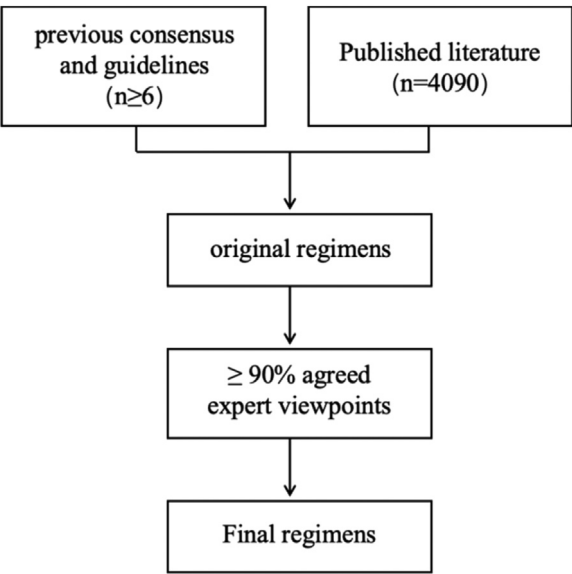 previous consensus
and guidelines
(n≥6)
Published literature
(n=4090)
original regimens
≥ 90% agreed
expert viewpoints
Final regimens